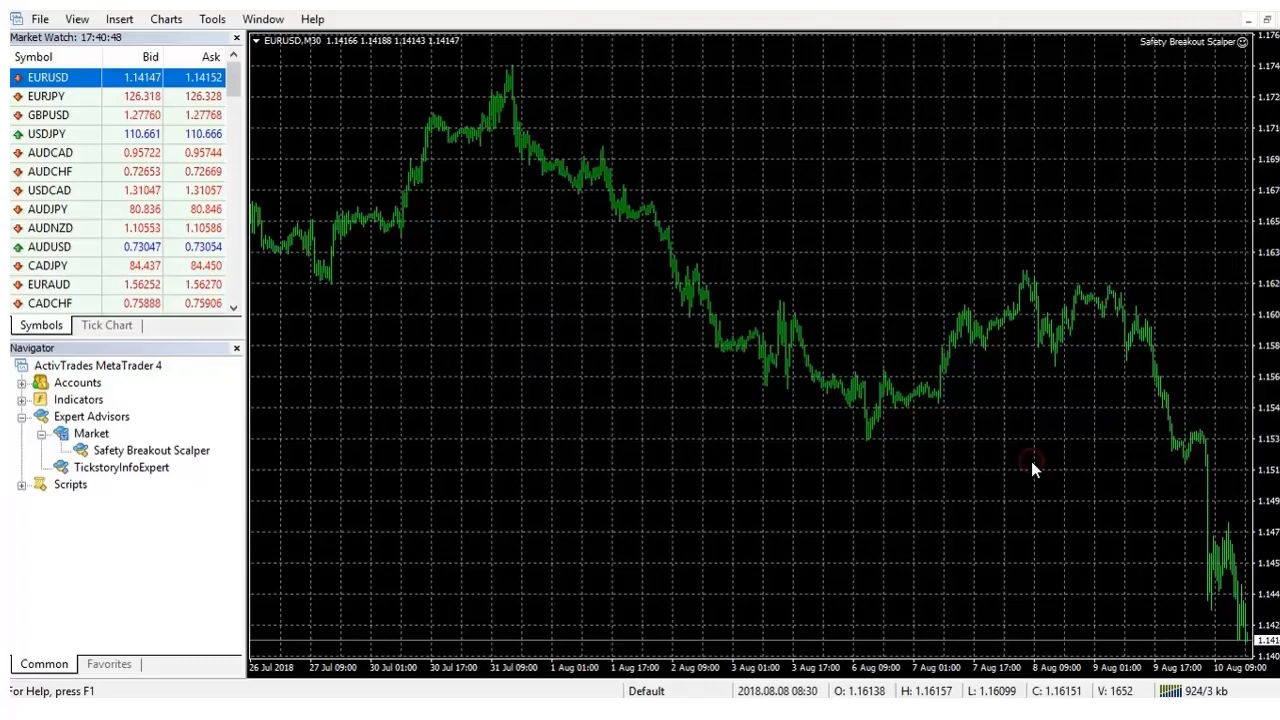 File View Insert Charts Tools Window Help
Market Watch: 17:40:48
Symbol Bid Ask
EURUSD 1.14147 1.14152
EURJPY 126.318 126.328
GBPUSD 1.27760 1.27768
USDJPY 110.661 110.666
AUDCAD 0.95722 0.95744
AUDCHF 0.72653 0.72669
USDCAD 1.31047 1.31057
AUDJPY 80.836 80.846
AUDNZD 1.10553 1.10586
AUDUSD 0.73047 0.73054
CADJPY 84.437 84.450
EURAUD 1.56252 1.56270
CADCHF 0.75888 0.75906
Symbols Tick Chart
Navigator
ActivTrades MetaTrader 4
Accounts
Indicators
Expert Advisors
Market
Safety Breakout Scalper
TickstoryInfoExpert
Scripts
Common Favorites
EURUSD,M30 1.14166 1.14188 1.14143 1.14147
Safety Breakout Scalper
1.176
1.174
1.172
1.171
1.169
1.167
1.165
1.163
1.162
1.160
1.158
1.156
1.154
1.153
1.151
1.149
1.147
1.145
1.144
1.142
1.141
1.140
26 Jul 2018 27 Jul 09:00 30 Jul 01:00 30 Jul 17:00 31 Jul 09:00 1 Aug 01:00 1 Aug 17:00 2 Aug 09:00 3 Aug 01:00 3 Aug 17:00 6 Aug 09:00 7 Aug 01:00 7 Aug 17:00 8 Aug 09:00 9 Aug 01:00 9 Aug 17:00 10 Aug 09:00
For Help, press F1 Default 2018.08.08 08:30 O: 1.16138 H: 1.16157 L: 1.16099 C: 1.16151 V: 1652 924/3 kb